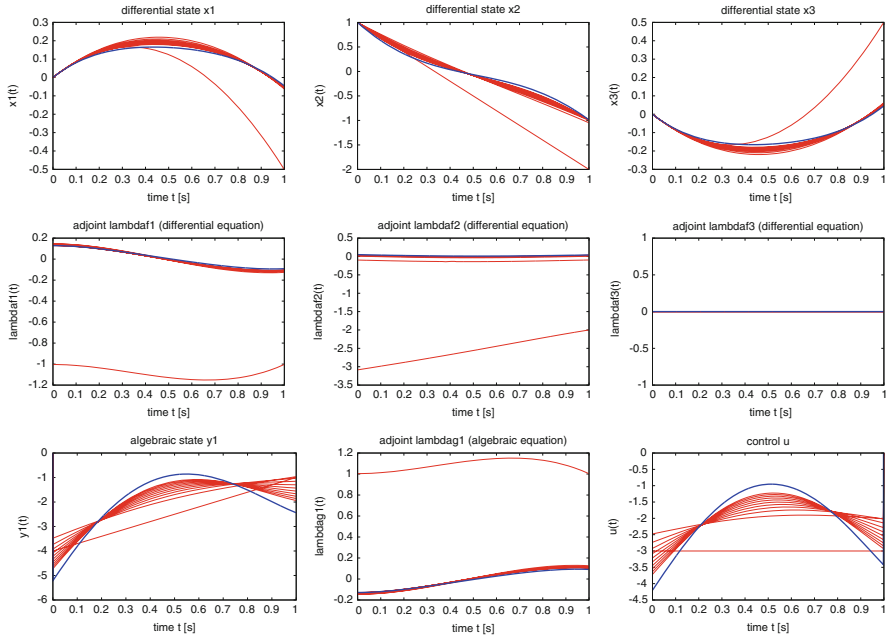 differential state x1 differential state x2 differential state x3
0.3 0.2 0.1 0 -0.1 -0.2 -0.3 -0.4 -0.5
x1(t)
0 0.1 0.2 0.3 0.4 0.5 0.6 0.7 0.8 0.9 1
time t [s]
1 0.5 0 -0.5 -1 -1.5 -2
x2(t)
0 0.1 0.2 0.3 0.4 0.5 0.6 0.7 0.8 0.9 1
time t [s]
0.5 0.4 0.3 0.2 0.1 0 -0.1 -0.2 -0.3
x3(t)
0 0.1 0.2 0.3 0.4 0.5 0.6 0.7 0.8 0.9 1
time t [s]
adjoint lambdaf1 (differential equation) adjoint lambdaf2 (differential equation) adjoint lambdaf3 (differential equation)
0.2 0 -0.2 -0.4 -0.6 -0.8 -1 -1.2
lambdaf1(t)
0 0.1 0.2 0.3 0.4 0.5 0.6 0.7 0.8 0.9 1
time t [s]
0.5 0 -0.5 -1 -1.5 -2 -2.5 -3 -3.5
lambdaf2(t)
0 0.1 0.2 0.3 0.4 0.5 0.6 0.7 0.8 0.9 1
time t [s]
1 0.5 0 -0.5 -1
lambdaf3(t)
0 0.1 0.2 0.3 0.4 0.5 0.6 0.7 0.8 0.9 1
time t [s]
algebraic state y1 adjoint lambdag1 (algebraic equation) control u
0 -1 -2 -3 -4 -5 -6
y1(t)
0 0.1 0.2 0.3 0.4 0.5 0.6 0.7 0.8 0.9 1
time t [s]
1.2 1 0.8 0.6 0.4 0.2 0 -0.2
lambdag1(t)
0 0.1 0.2 0.3 0.4 0.5 0.6 0.7 0.8 0.9 1
time t [s]
0 -0.5 -1 -1.5 -2 -2.5 -3 -3.5 -4 -4.5
u(t)
0 0.1 0.2 0.3 0.4 0.5 0.6 0.7 0.8 0.9 1
time t [s]